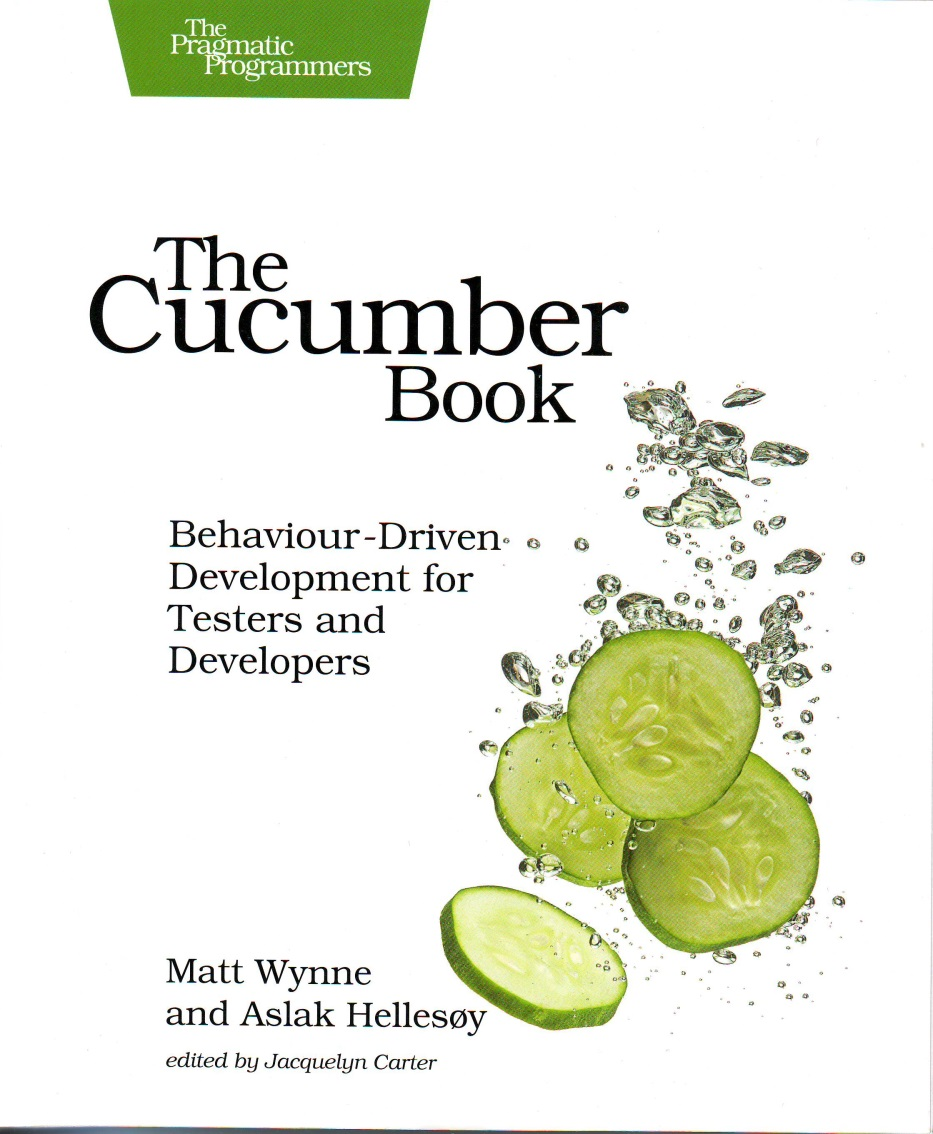 The
Pragmatic
Programmers
The
Cucumber
Book
Behaviour-Driven
Development for
Testers and
Developers
Matt Wynne
and Aslak Hellesøy
edited by Jacquelyn Carter